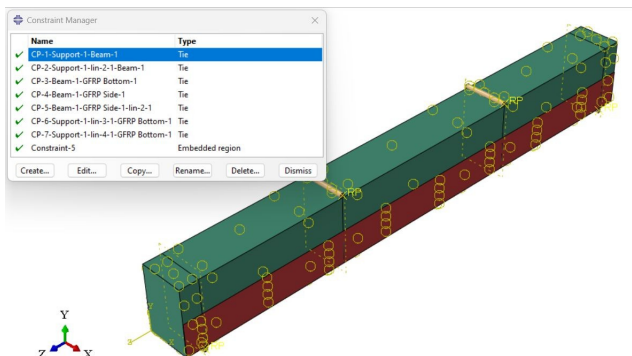 Constraint Manager
Name Type
CP-1-Support-1-Beam-1 Tie
CP-2-Support-1-lin-2-1-Beam-1 Tie
CP-3-Beam-1-GFRP Bottom-1 Tie
CP-4-Beam-1-GFRP Side-1 Tie
CP-5-Beam-1-GFRP Side-1-lin-2-1 Tie
CP-6-Support-1-lin-3-1-GFRP Bottom-1 Tie
CP-7-Support-1-lin-4-1-GFRP Bottom-1 Tie
Constraint-5 Embedded region
Create... Edit... Copy... Rename... Delete... Dismiss
RP
RP
Y
Z X